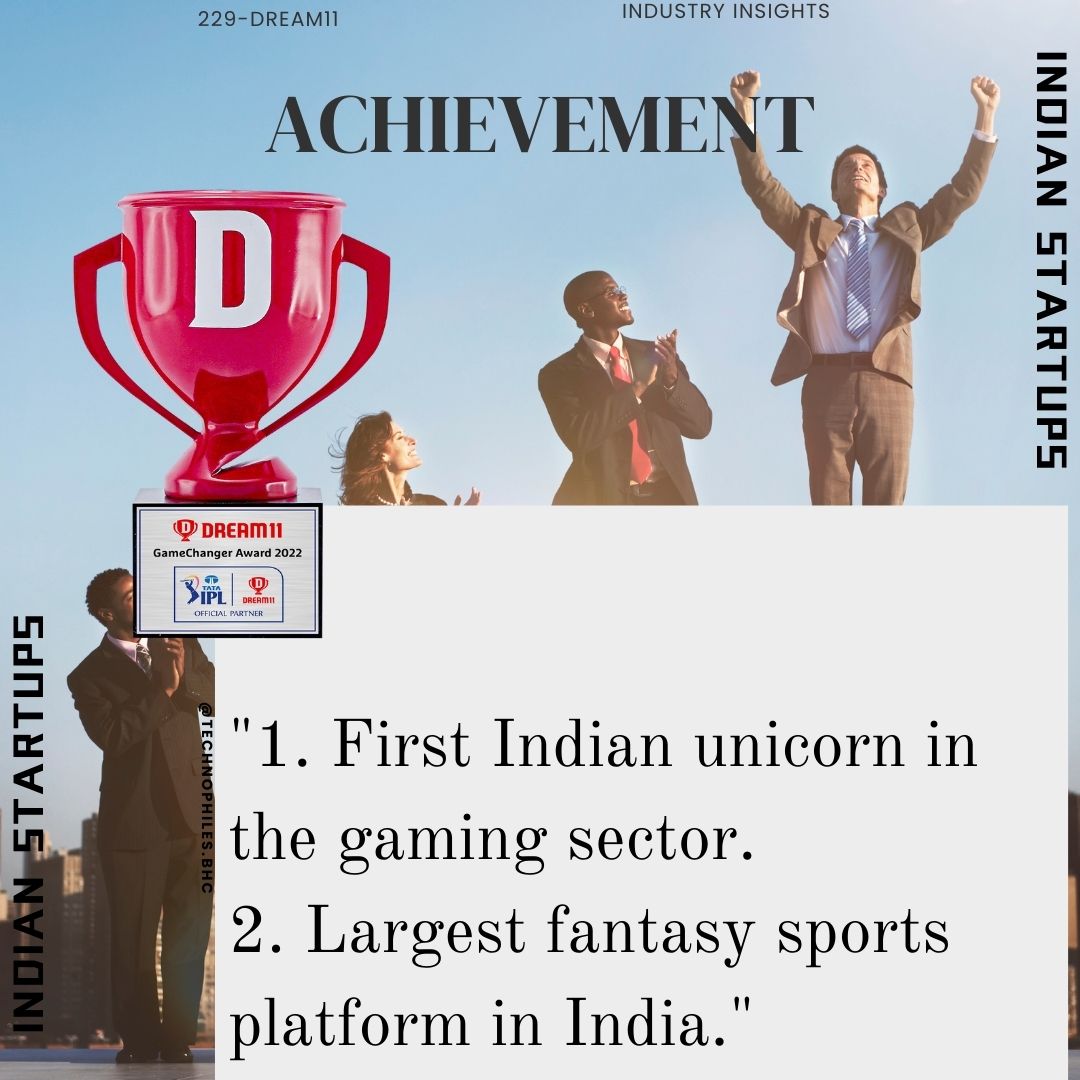 229-DREAM11
INDUSTRY INSIGHTS
ACHIEVEMENT
INDIAN STARTUPS
D
D DREAM11
GameChanger Award 2022
TATA
IPL
D
DREAM11
OFFICIAL PARTNER
INDIAN STARTUPS
@TECHNOPHILES.BHC
"1. First Indian unicorn in
the gaming sector.
2. Largest fantasy sports
platform in India."